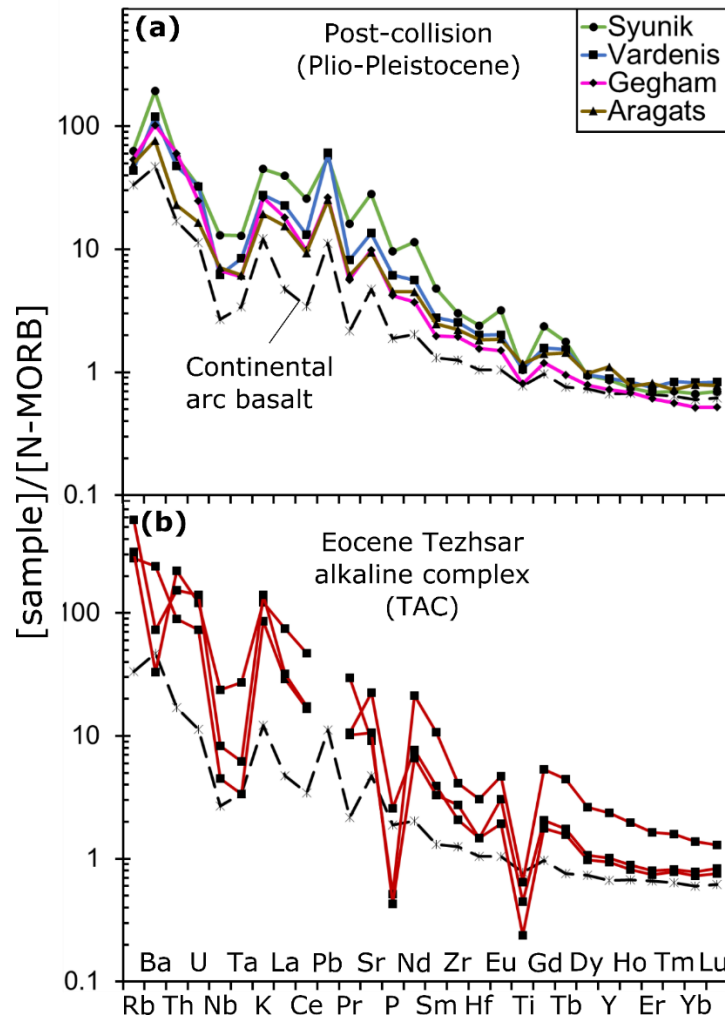 (a)
Post-collision
(Plio-Pleistocene)
Syunik
Vardenis
Gegham
Aragats
100
10
1
0.1
Continental
arc basalt
[sample]/[N-MORB]
(b)
Eocene Tezhsar
alkaline complex
(TAC)
100
10
1
0.1
Ba U Ta La Pb Sr Nd Zr Eu Gd Dy Ho Tm Lu
Rb Th Nb K Ce Pr P Sm Hf Ti Tb Y Er Yb